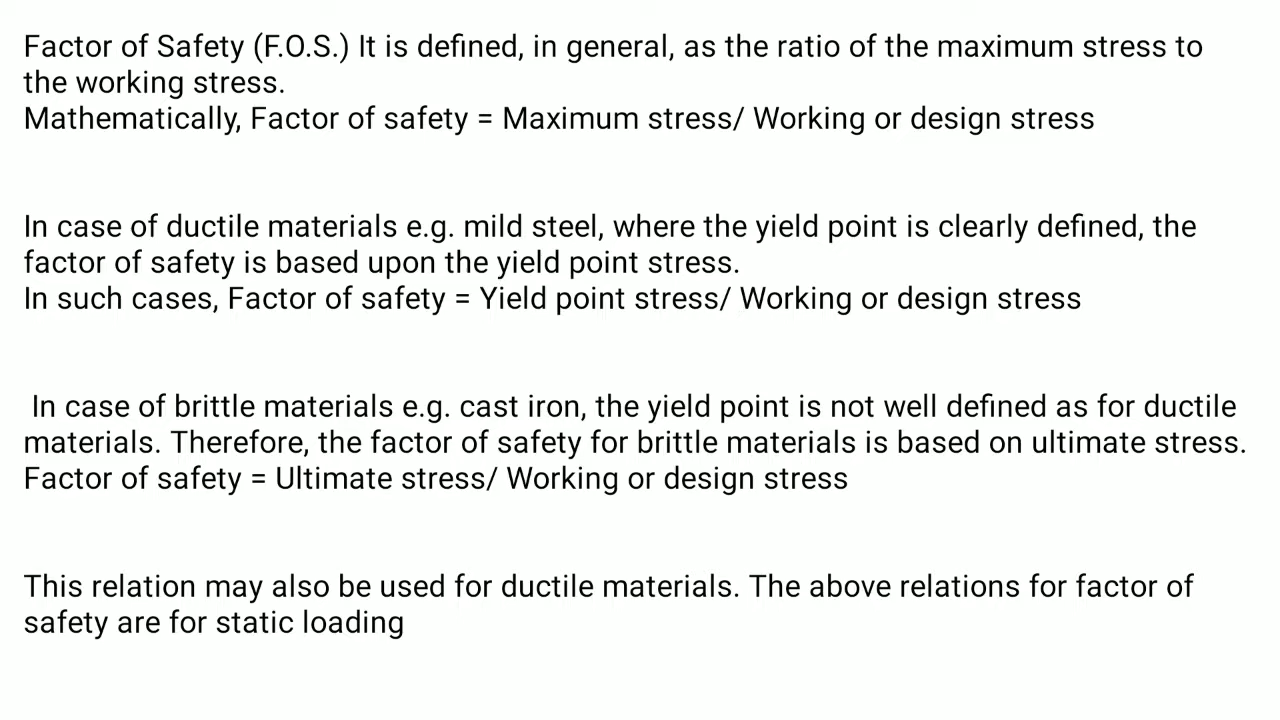 Factor of Safety (F.O.S.) It is defined, in general, as the ratio of the maximum stress to
the working stress.
Mathematically, Factor of safety = Maximum stress/ Working or design stress
In case of ductile materials e.g. mild steel, where the yield point is clearly defined, the
factor of safety is based upon the yield point stress.
In such cases, Factor of safety = Yield point stress/ Working or design stress
In case of brittle materials e.g. cast iron, the yield point is not well defined as for ductile
materials. Therefore, the factor of safety for brittle materials is based on ultimate stress.
Factor of safety = Ultimate stress/ Working or design stress
This relation may also be used for ductile materials. The above relations for factor of
safety are for static loading